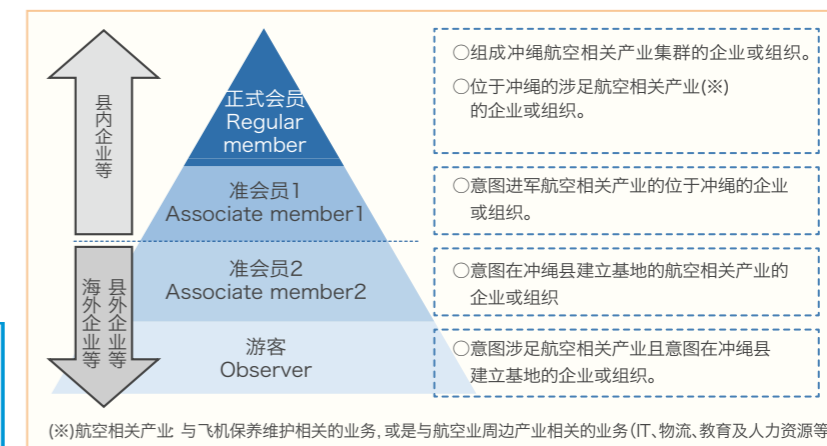 县内企业等
县外企业等
海外企业等
正式会员
Regular
member
准会员1
Associate member1
准会员2
Associate member2
游客
Observer
○组成冲绳航空相关产业集群的企业或组织。
○位于冲绳的涉足航空相关产业(※)
的企业或组织。
○意图进军航空相关产业的位于冲绳的企业
或组织。
○意图在冲绳县建立基地的航空相关产业的
企业或组织
○意图涉足航空相关产业且意图在冲绳县
建立基地的企业或组织。
(※)航空相关产业 与飞机保养维护相关的业务,或是与航空业周边产业相关的业务(IT、物流、教育及人力资源等